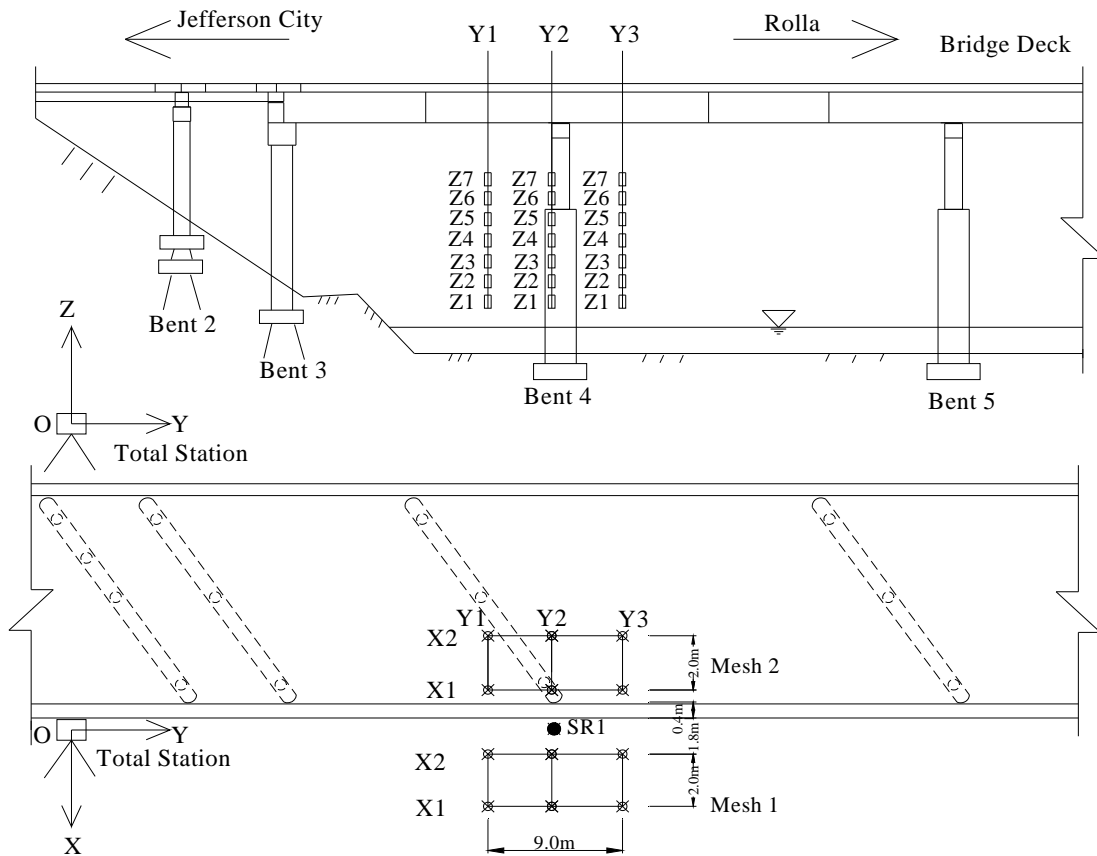 Jefferson City
Y1 Y2 Y3
Rolla
Bridge Deck
Z7 Z7 Z7
Z6 Z6 Z6
Z5 Z5 Z5
Z4 Z4 Z4
Z3 Z3 Z3
Z2 Z2 Z2
Z1 Z1 Z1
Z
Bent 2
Bent 3
Bent 4
Bent 5
O Y
Total Station
Y1 Y2 Y3
X2
2.0m
Mesh 2
X1
0.4m
O Y
SR1
1.8m
Total Station
X2
2.0m
X1
Mesh 1
X
9.0m